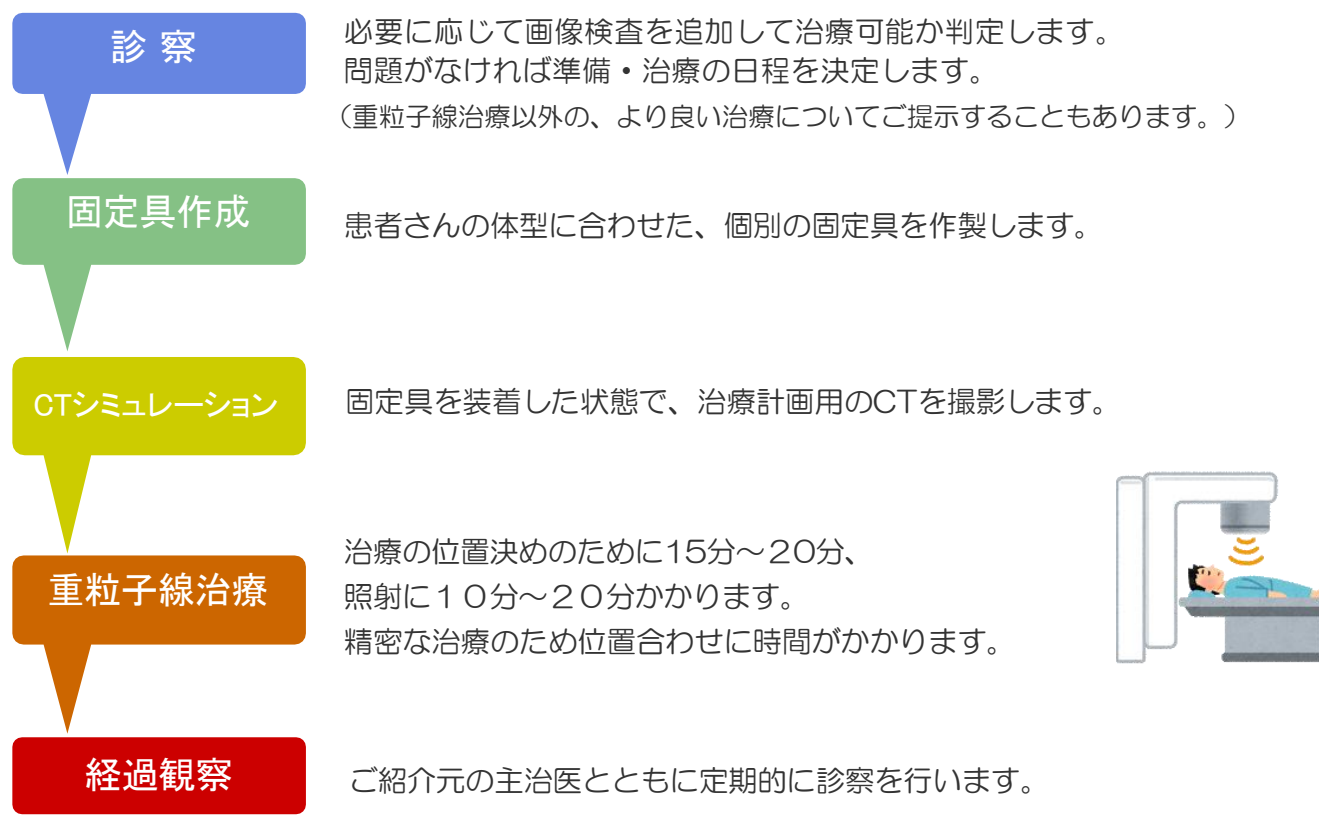 診 察
必要に応じて画像検査を追加して治療可能か判定します。
問題がなければ準備・治療の日程を決定します。
（重粒子線治療以外の、より良い治療についてご提示することもあります。）
固定具作成
患者さんの体型に合わせた、個別の固定具を作製します。
CTシミュレーション
固定具を装着した状態で、治療計画用のCTを撮影します。
重粒子線治療
治療の位置決めのために15分～20分、
照射に１０分～２０分かかります。
精密な治療のため位置合わせに時間がかかります。
経過観察
ご紹介元の主治医とともに定期的に診察を行います。